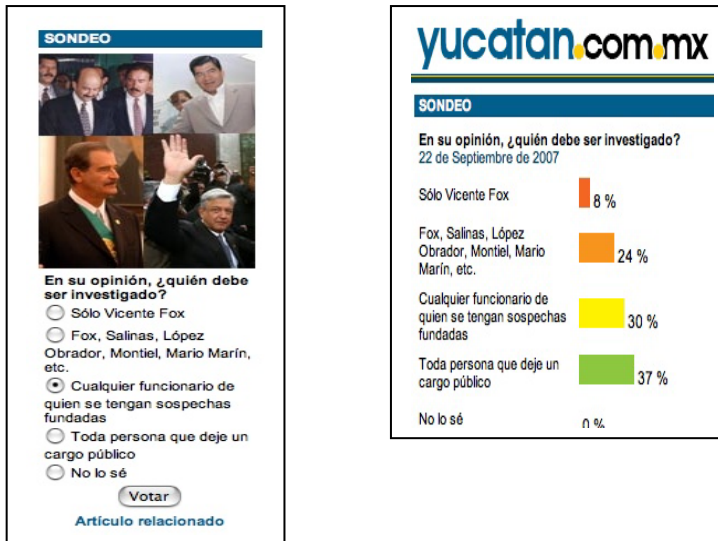 SONDEO
En su opinión, ¿quién debe
ser investigado?
Sólo Vicente Fox
Fox, Salinas, López
Obrador, Montiel, Mario Marín,
etc.
Cualquier funcionario de
quien se tengan sospechas
fundadas
Toda persona que deje un
cargo público
No lo sé
Votar
Artículo relacionado
yucatan.com.mx
SONDEO
En su opinión, ¿quién debe ser investigado?
22 de Septiembre de 2007
Sólo Vicente Fox
8 %
Fox, Salinas, López
Obrador, Montiel, Mario
Marín, etc.
24 %
Cualquier funcionario de
quien se tengan sospechas
fundadas
30 %
Toda persona que deje un
cargo público
37 %
No lo sé
0 %